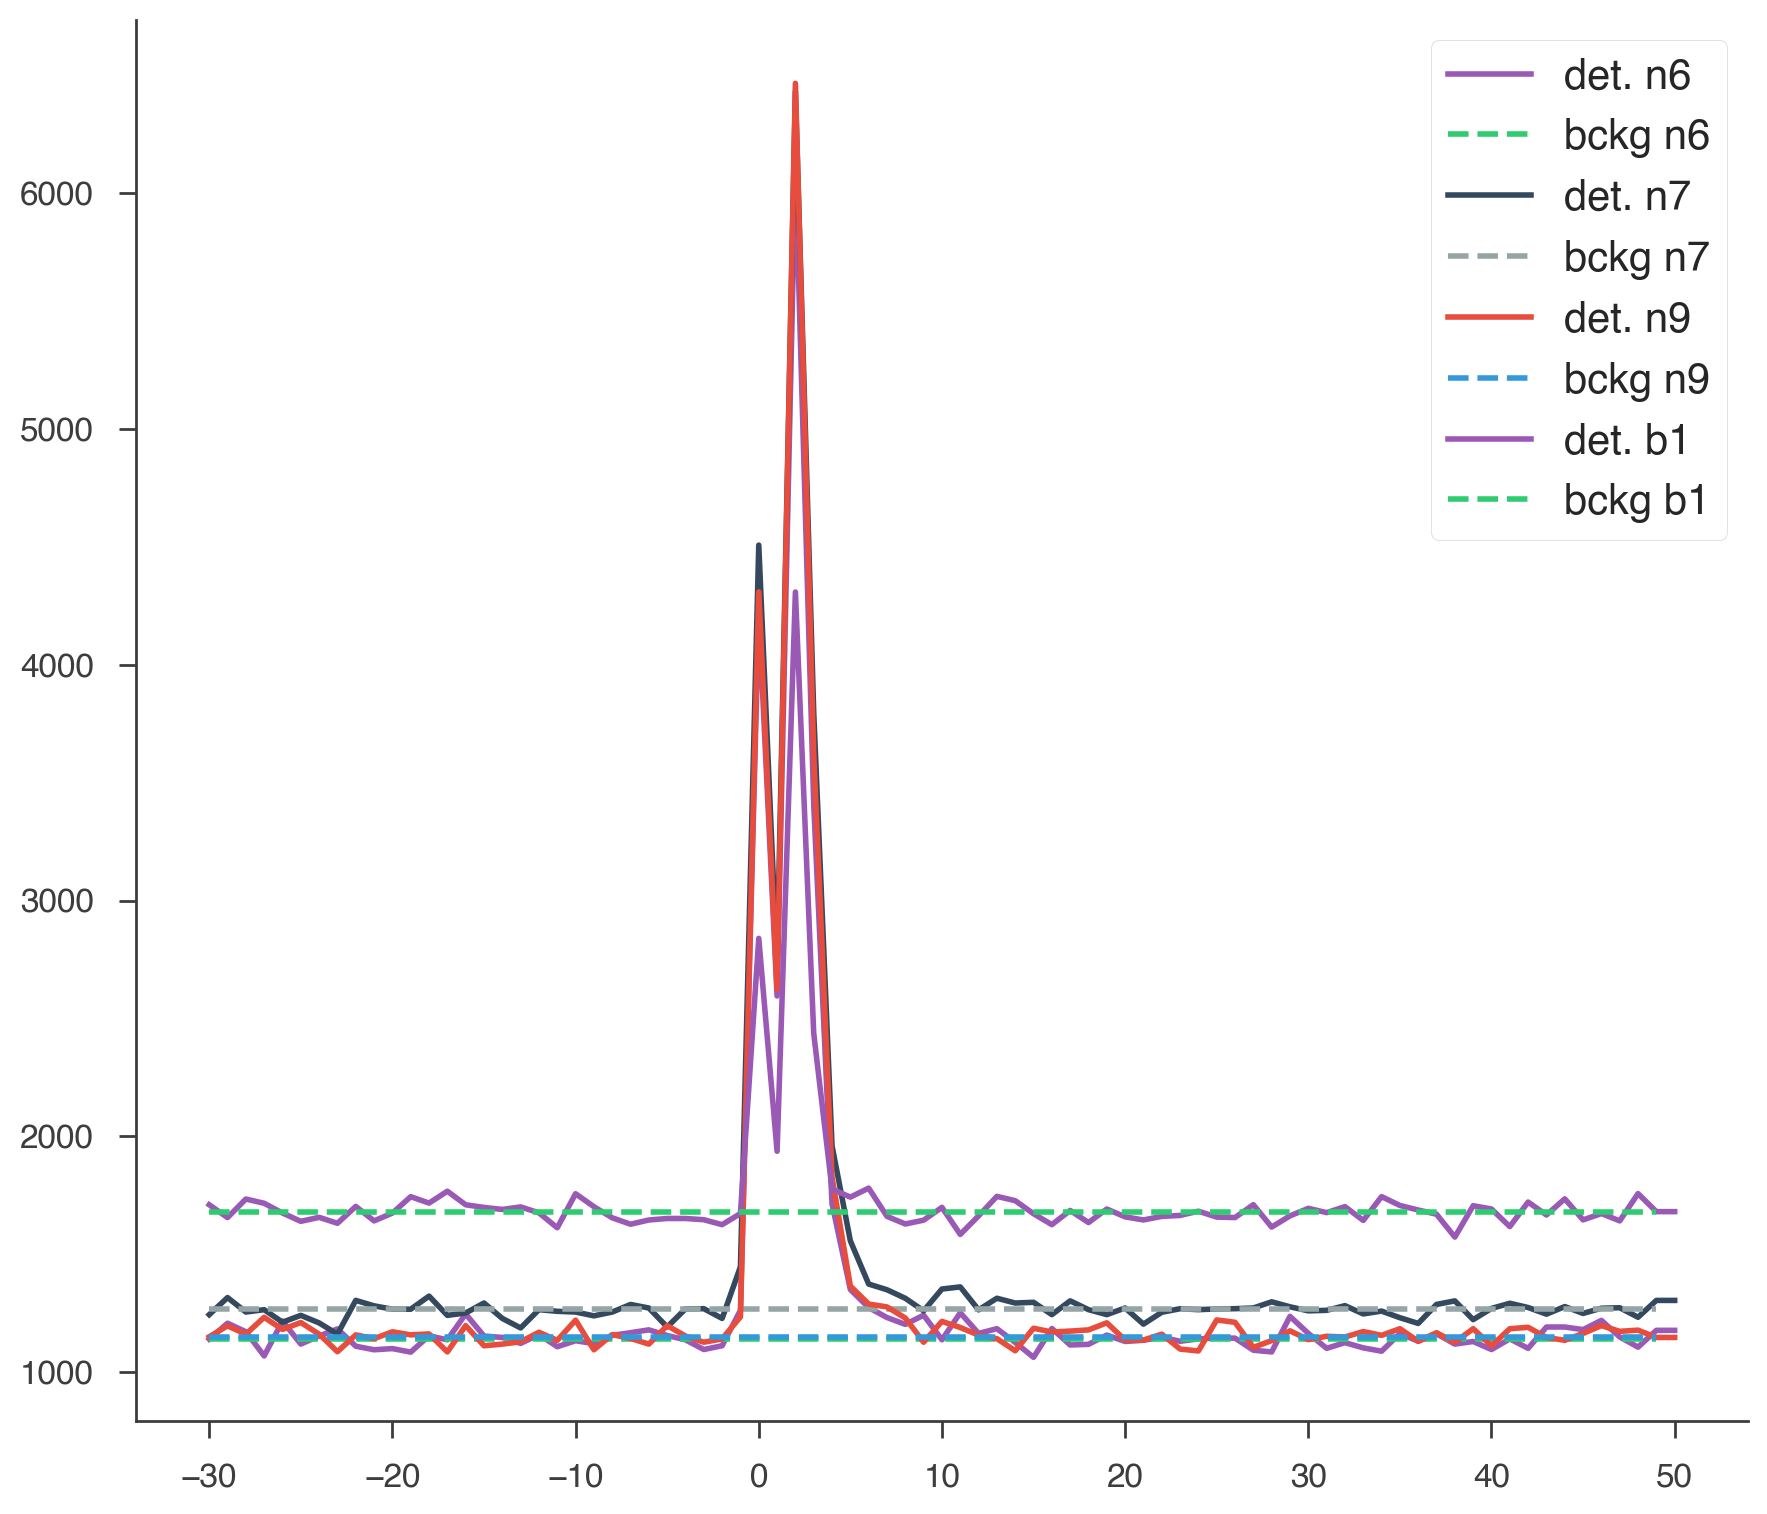 det. n6
bckg n6
det. n7
bckg n7
det. n9
bckg n9
det. b1
bckg b1
6000
5000
4000
3000
2000
1000
−30 −20 −10 0 10 20 30 40 50